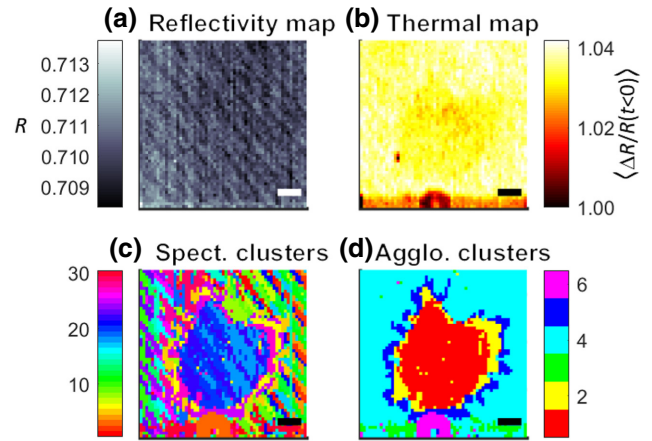 (a) Reflectivity map
0.713
0.712
0.711
0.710
0.709
R
(b) Thermal map
1.04
1.02
1.00
⟨ΔR/R(t<0)⟩
(c) Spect. clusters
30
20
10
(d) Agglo. clusters
6
4
2